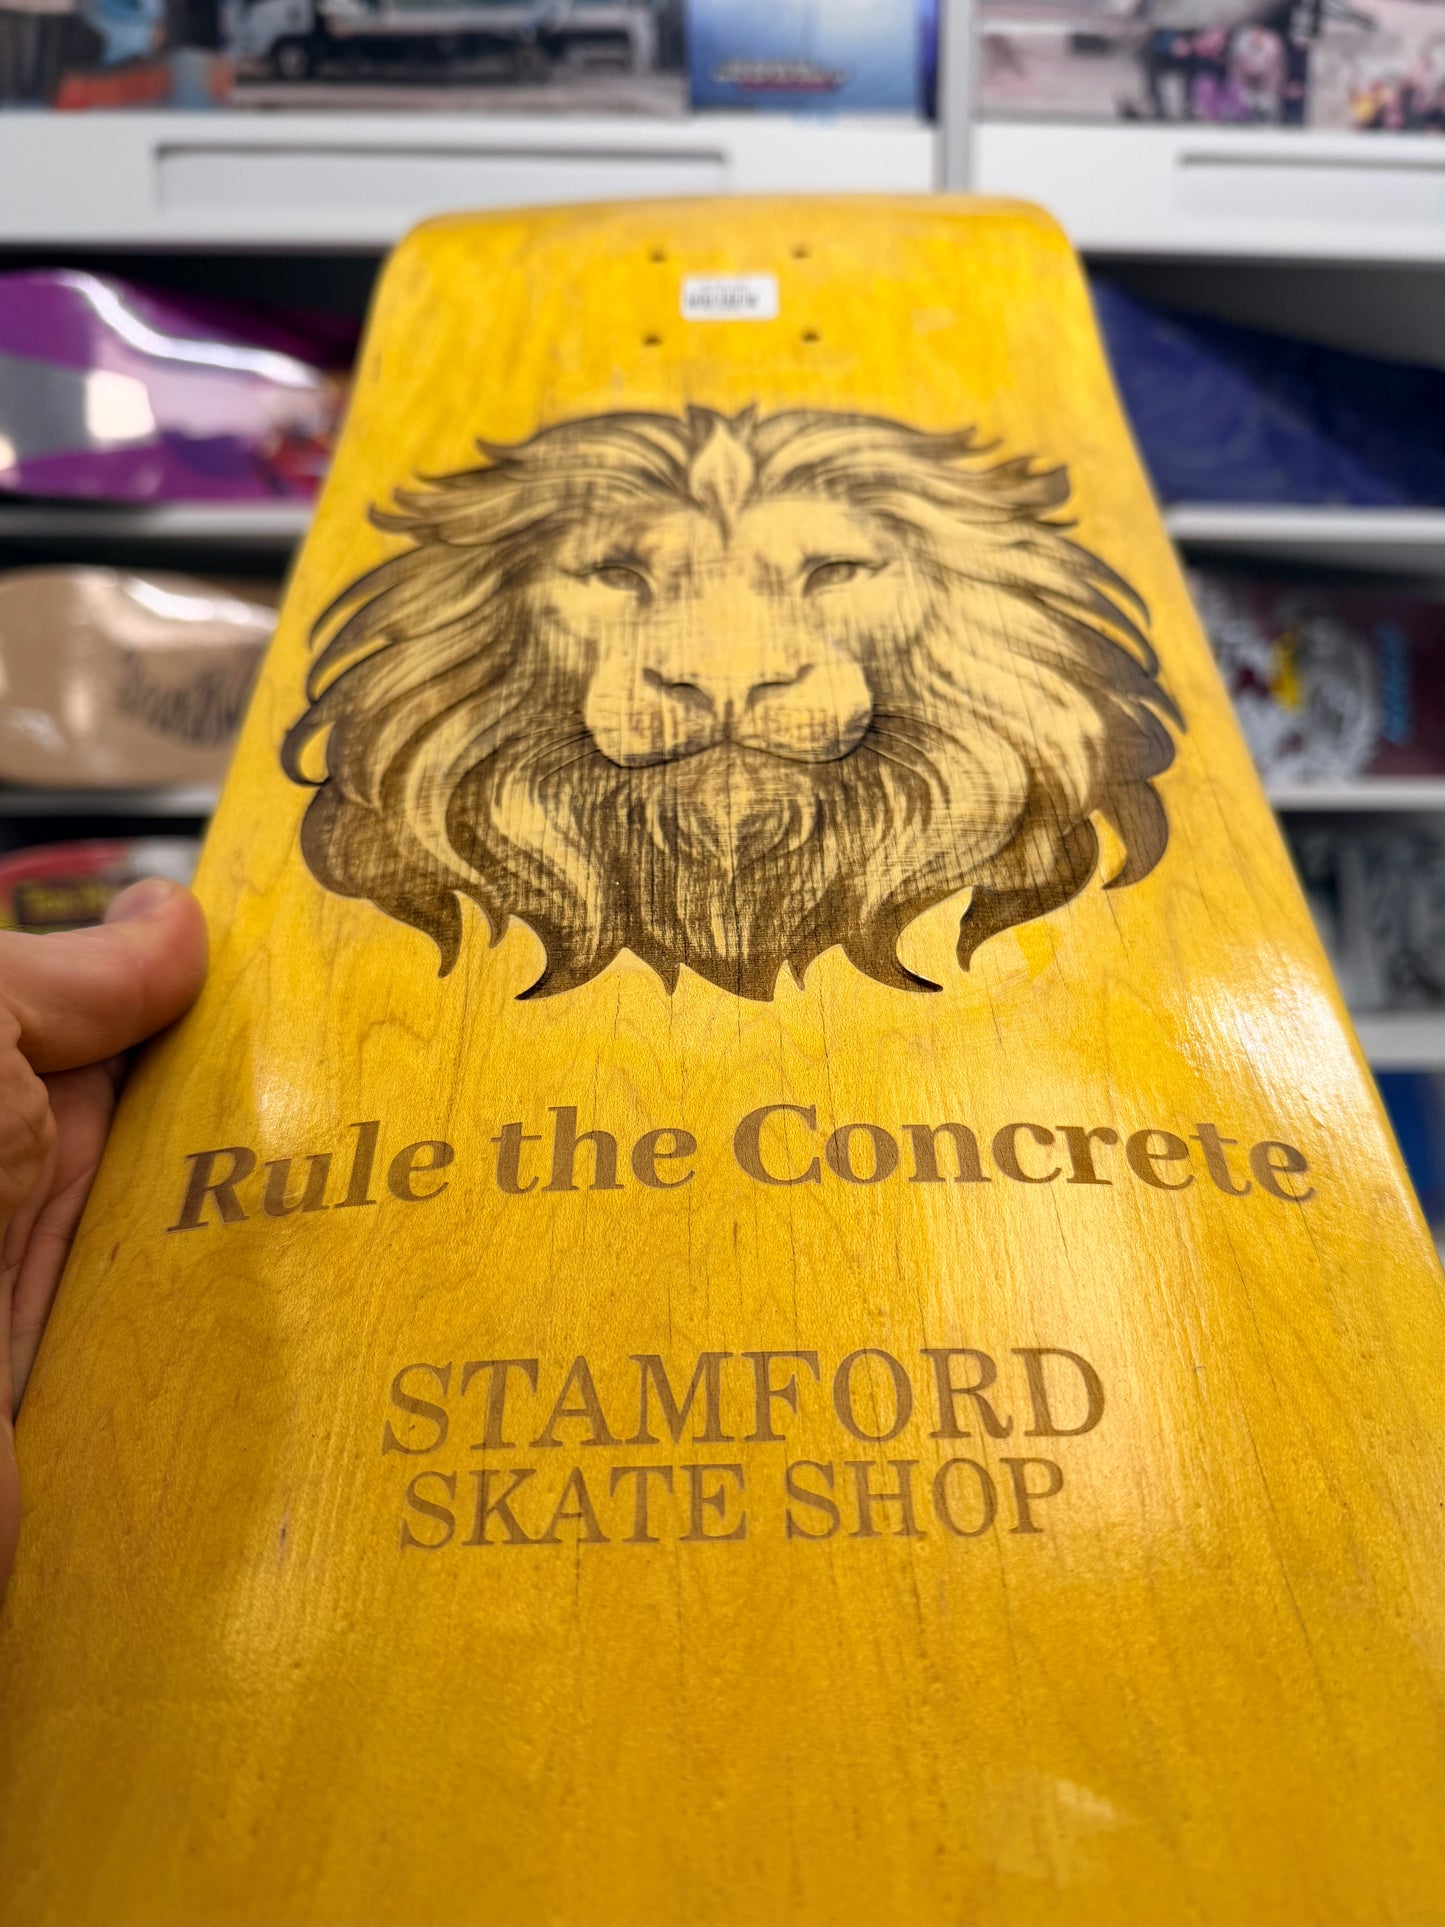 Rule the Concrete
STAMFORD
SKATE SHOP